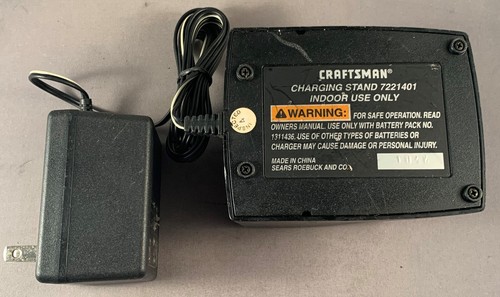 CRAFTSMAN®
CHARGING STAND 7221401
INDOOR USE ONLY
WARNING: FOR SAFE OPERATION. READ
OWNERS MANUAL. USE ONLY WITH BATTERY PACK NO.
1311436. USE OF OTHER TYPES OF BATTERIES OR
CHARGER MAY CAUSE DAMAGE OR PERSONAL INJURY.
MADE IN CHINA
SEARS ROEBUCK AND CO.